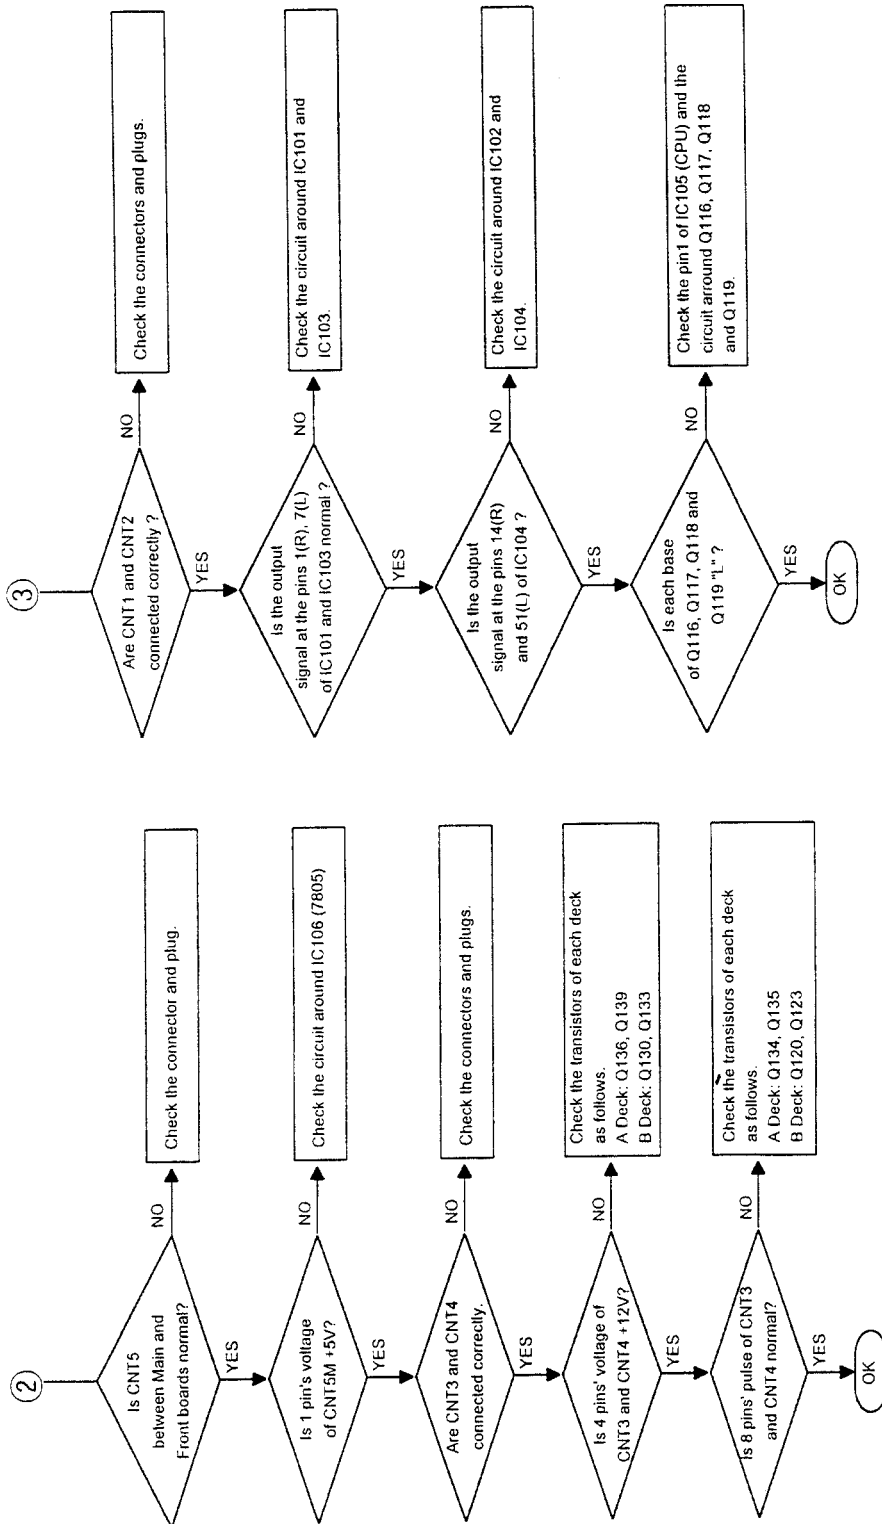 2
Is CNT5
between Main and
Front boards normal?
NO
Check the connector and plug.
YES
Is 1 pin's voltage
of CNT5M +5V?
NO
Check the circuit around IC106 (7805)
YES
Are CNT3 and CNT4
connected correctly.
NO
Check the connectors and plugs.
YES
Is 4 pins' voltage of
CNT3 and CNT4 +12V?
NO
Check the transistors of each deck
as follows.
A Deck: Q136, Q139
B Deck: Q130, Q133
YES
Is 8 pins' pulse of CNT3
and CNT4 normal?
NO
Check the transistors of each deck
as follows.
A Deck: Q134, Q135
B Deck: Q120, Q123
YES
OK
3
Are CNT1 and CNT2
connected correctly ?
NO
Check the connectors and plugs.
YES
Is the output
signal at the pins 1(R), 7(L)
of IC101 and IC103 normal ?
NO
Check the circuit around IC101 and
IC103.
YES
Is the output
signal at the pins 14(R)
and 51(L) of IC104 ?
NO
Check the circuit around IC102 and
IC104.
YES
Is each base
of Q116, Q117, Q118 and
Q119 "L" ?
NO
Check the pin1 of IC105 (CPU) and the
circuit arround Q116, Q117, Q118
and Q119.
YES
OK